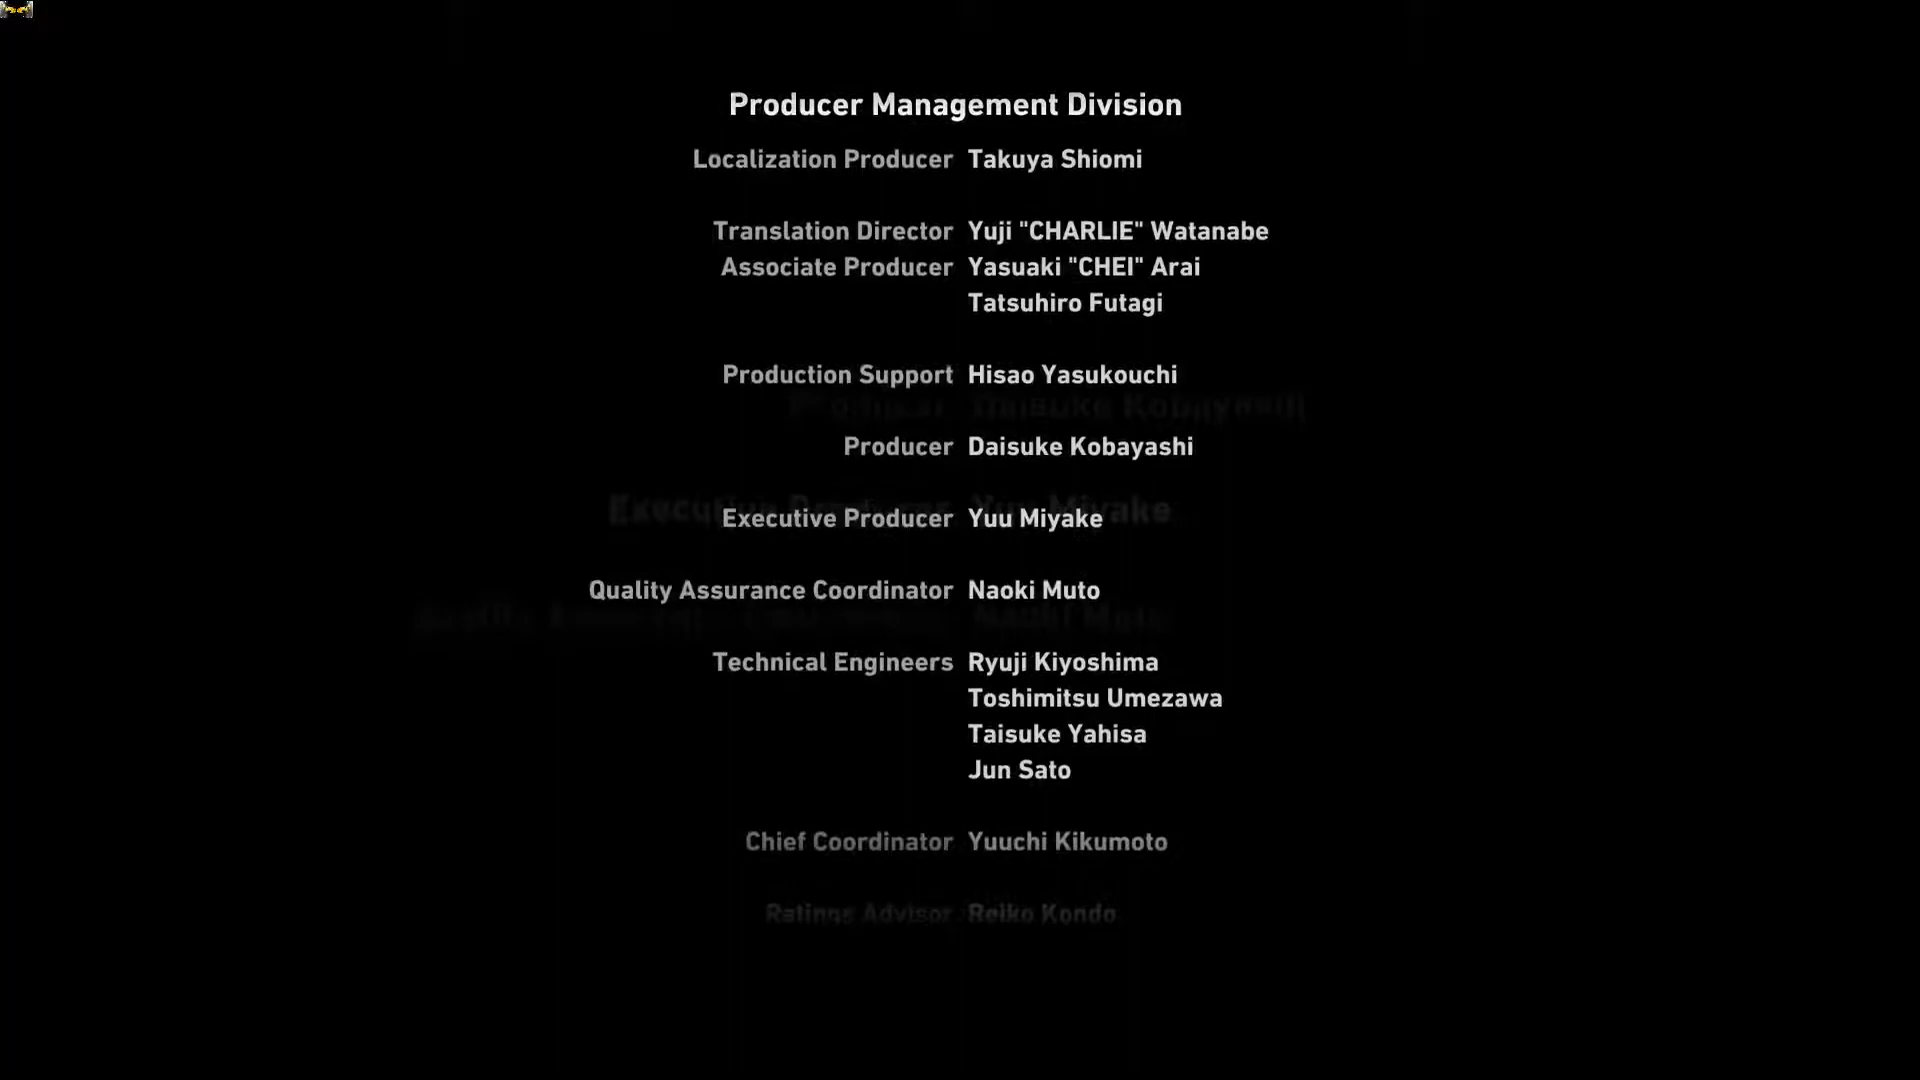 Producer Management Division
Localization Producer Takuya Shiomi
Translation Director Yuji "CHARLIE" Watanabe
Associate Producer Yasuaki "CHEI" Arai
Tatsuhiro Futagi
Production Support Hisao Yasukouchi
Producer Daisuke Kobayashi
Executive Producer Yuu Miyake
Quality Assurance Coordinator Naoki Muto
Technical Engineers Ryuji Kiyoshima
Toshimitsu Umezawa
Taisuke Yahisa
Jun Sato
Chief Coordinator Yuuchi Kikumoto
Ratings Advisor Reiko Kondo